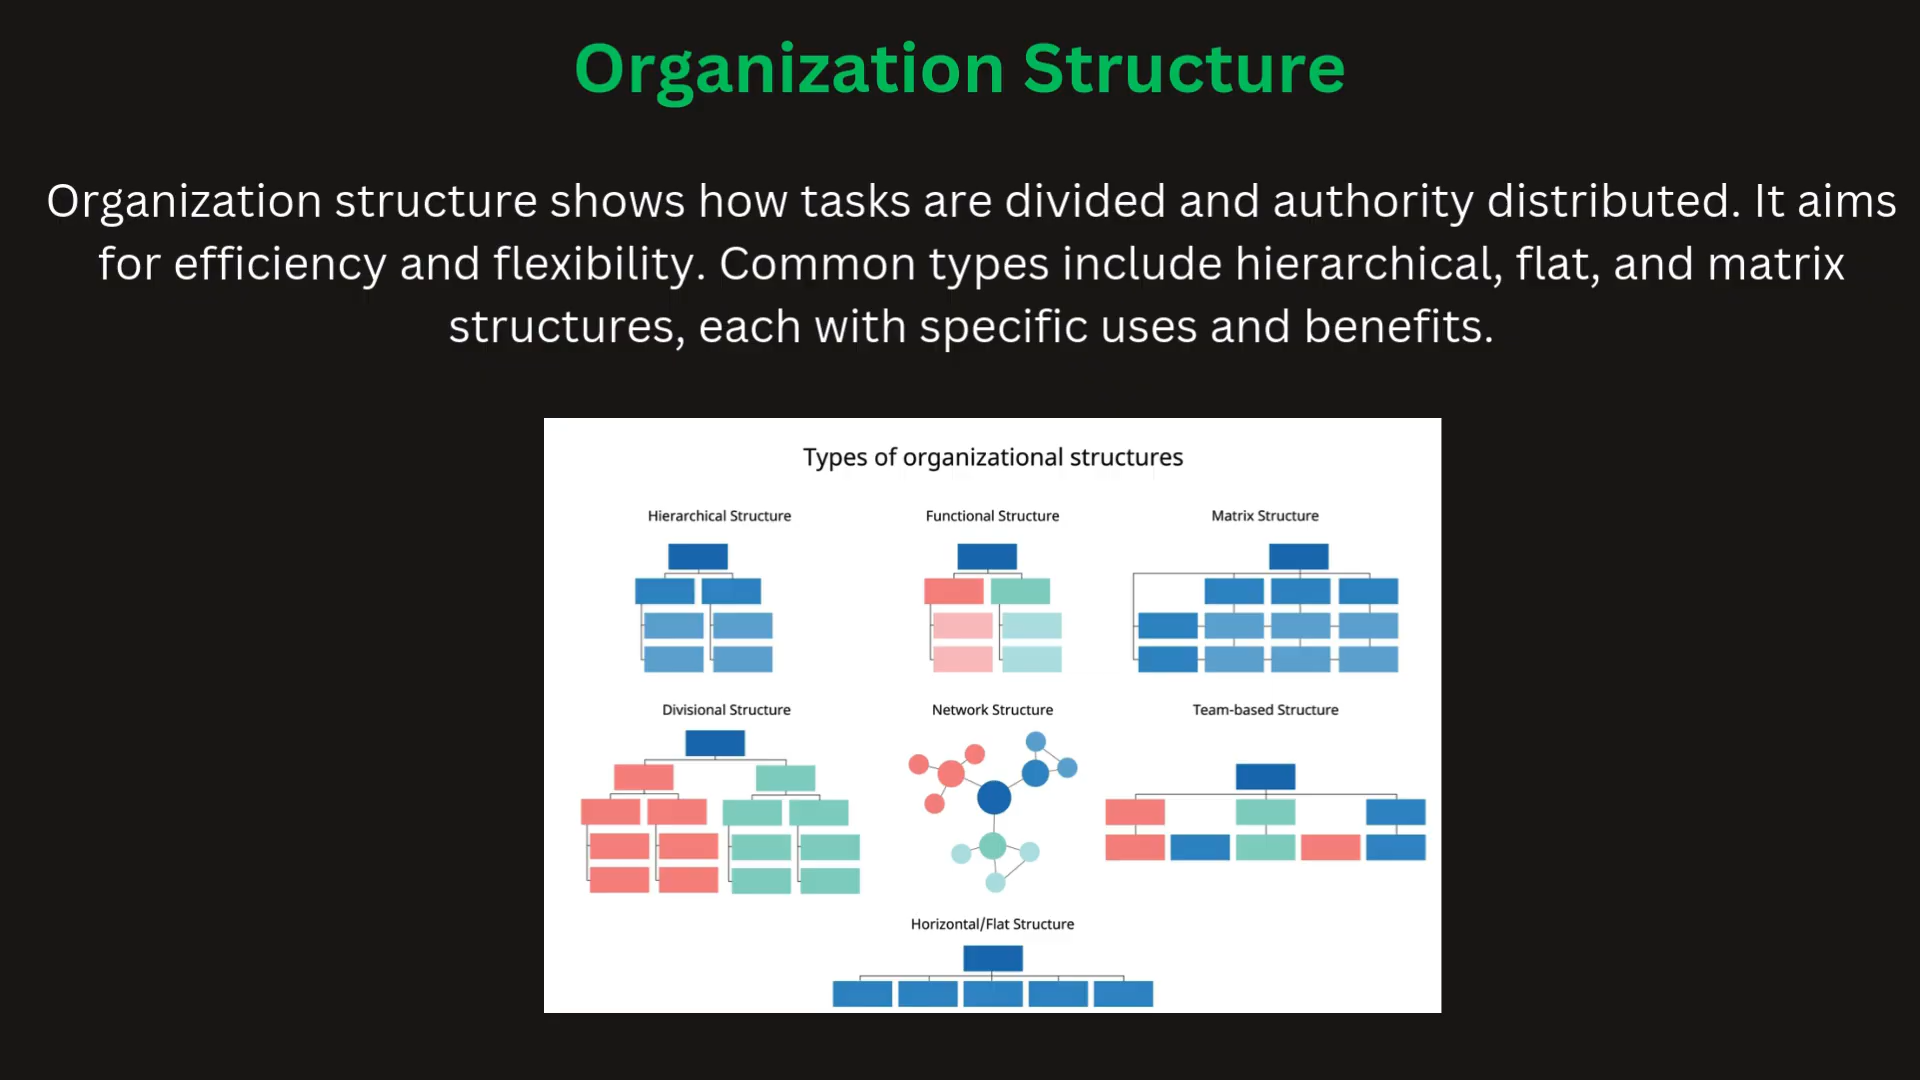 Organization Structure
Organization structure shows how tasks are divided and authority distributed. It aims
for efficiency and flexibility. Common types include hierarchical, flat, and matrix
structures, each with specific uses and benefits.
Types of organizational structures
Hierarchical Structure
Functional Structure
Matrix Structure
Divisional Structure
Network Structure
Team-based Structure
Horizontal/Flat Structure